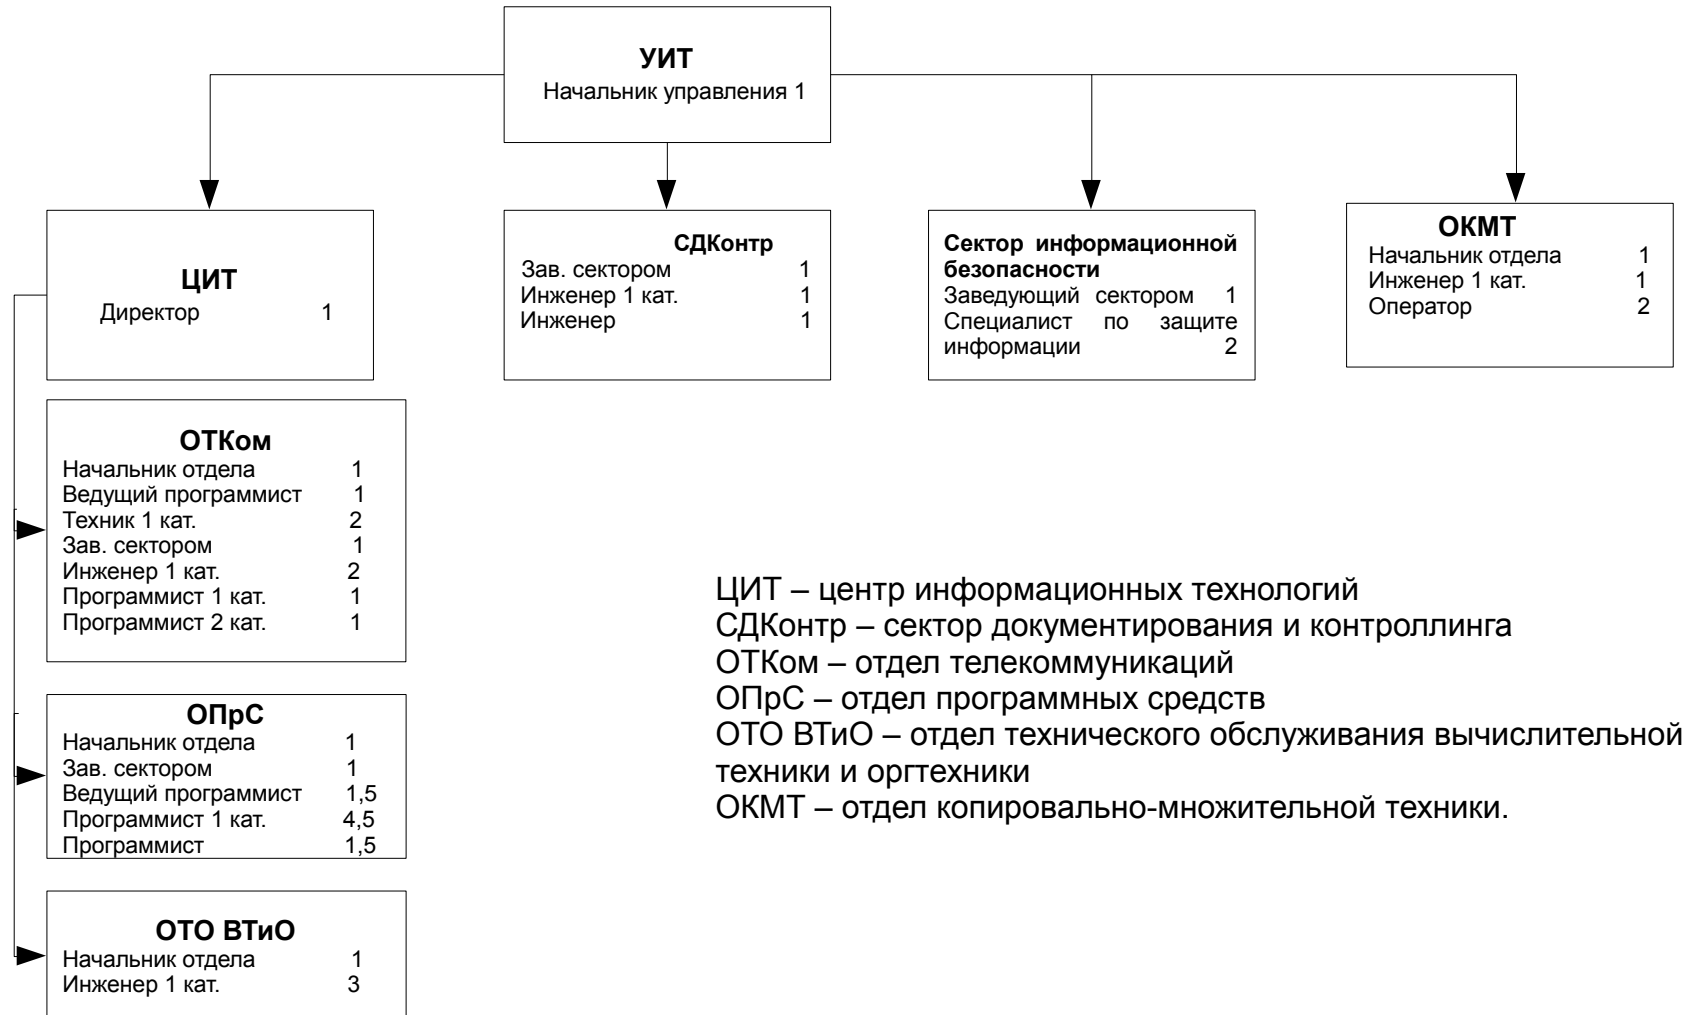 УИТ
Начальник управления 1
ЦИТ
Директор 1
СДКонтр
Зав. сектором 1
Инженер 1 кат. 1
Инженер 1
Сектор информационной
безопасности
Заведующий сектором 1
Специалист по защите
информации 2
ОКМТ
Начальник отдела 1
Инженер 1 кат. 1
Оператор 2
ОТКом
Начальник отдела 1
Ведущий программист 1
Техник 1 кат. 2
Зав. сектором 1
Инженер 1 кат. 2
Программист 1 кат. 1
Программист 2 кат. 1
ОПрС
Начальник отдела 1
Зав. сектором 1
Ведущий программист 1,5
Программист 1 кат. 4,5
Программист 1,5
ОТО ВТиО
Начальник отдела 1
Инженер 1 кат. 3
ЦИТ – центр информационных технологий
СДКонтр – сектор документирования и контроллинга
ОТКом – отдел телекоммуникаций
ОПрС – отдел программных средств
ОТО ВТиО – отдел технического обслуживания вычислительной
техники и оргтехники
ОКМТ – отдел копировально-множительной техники.